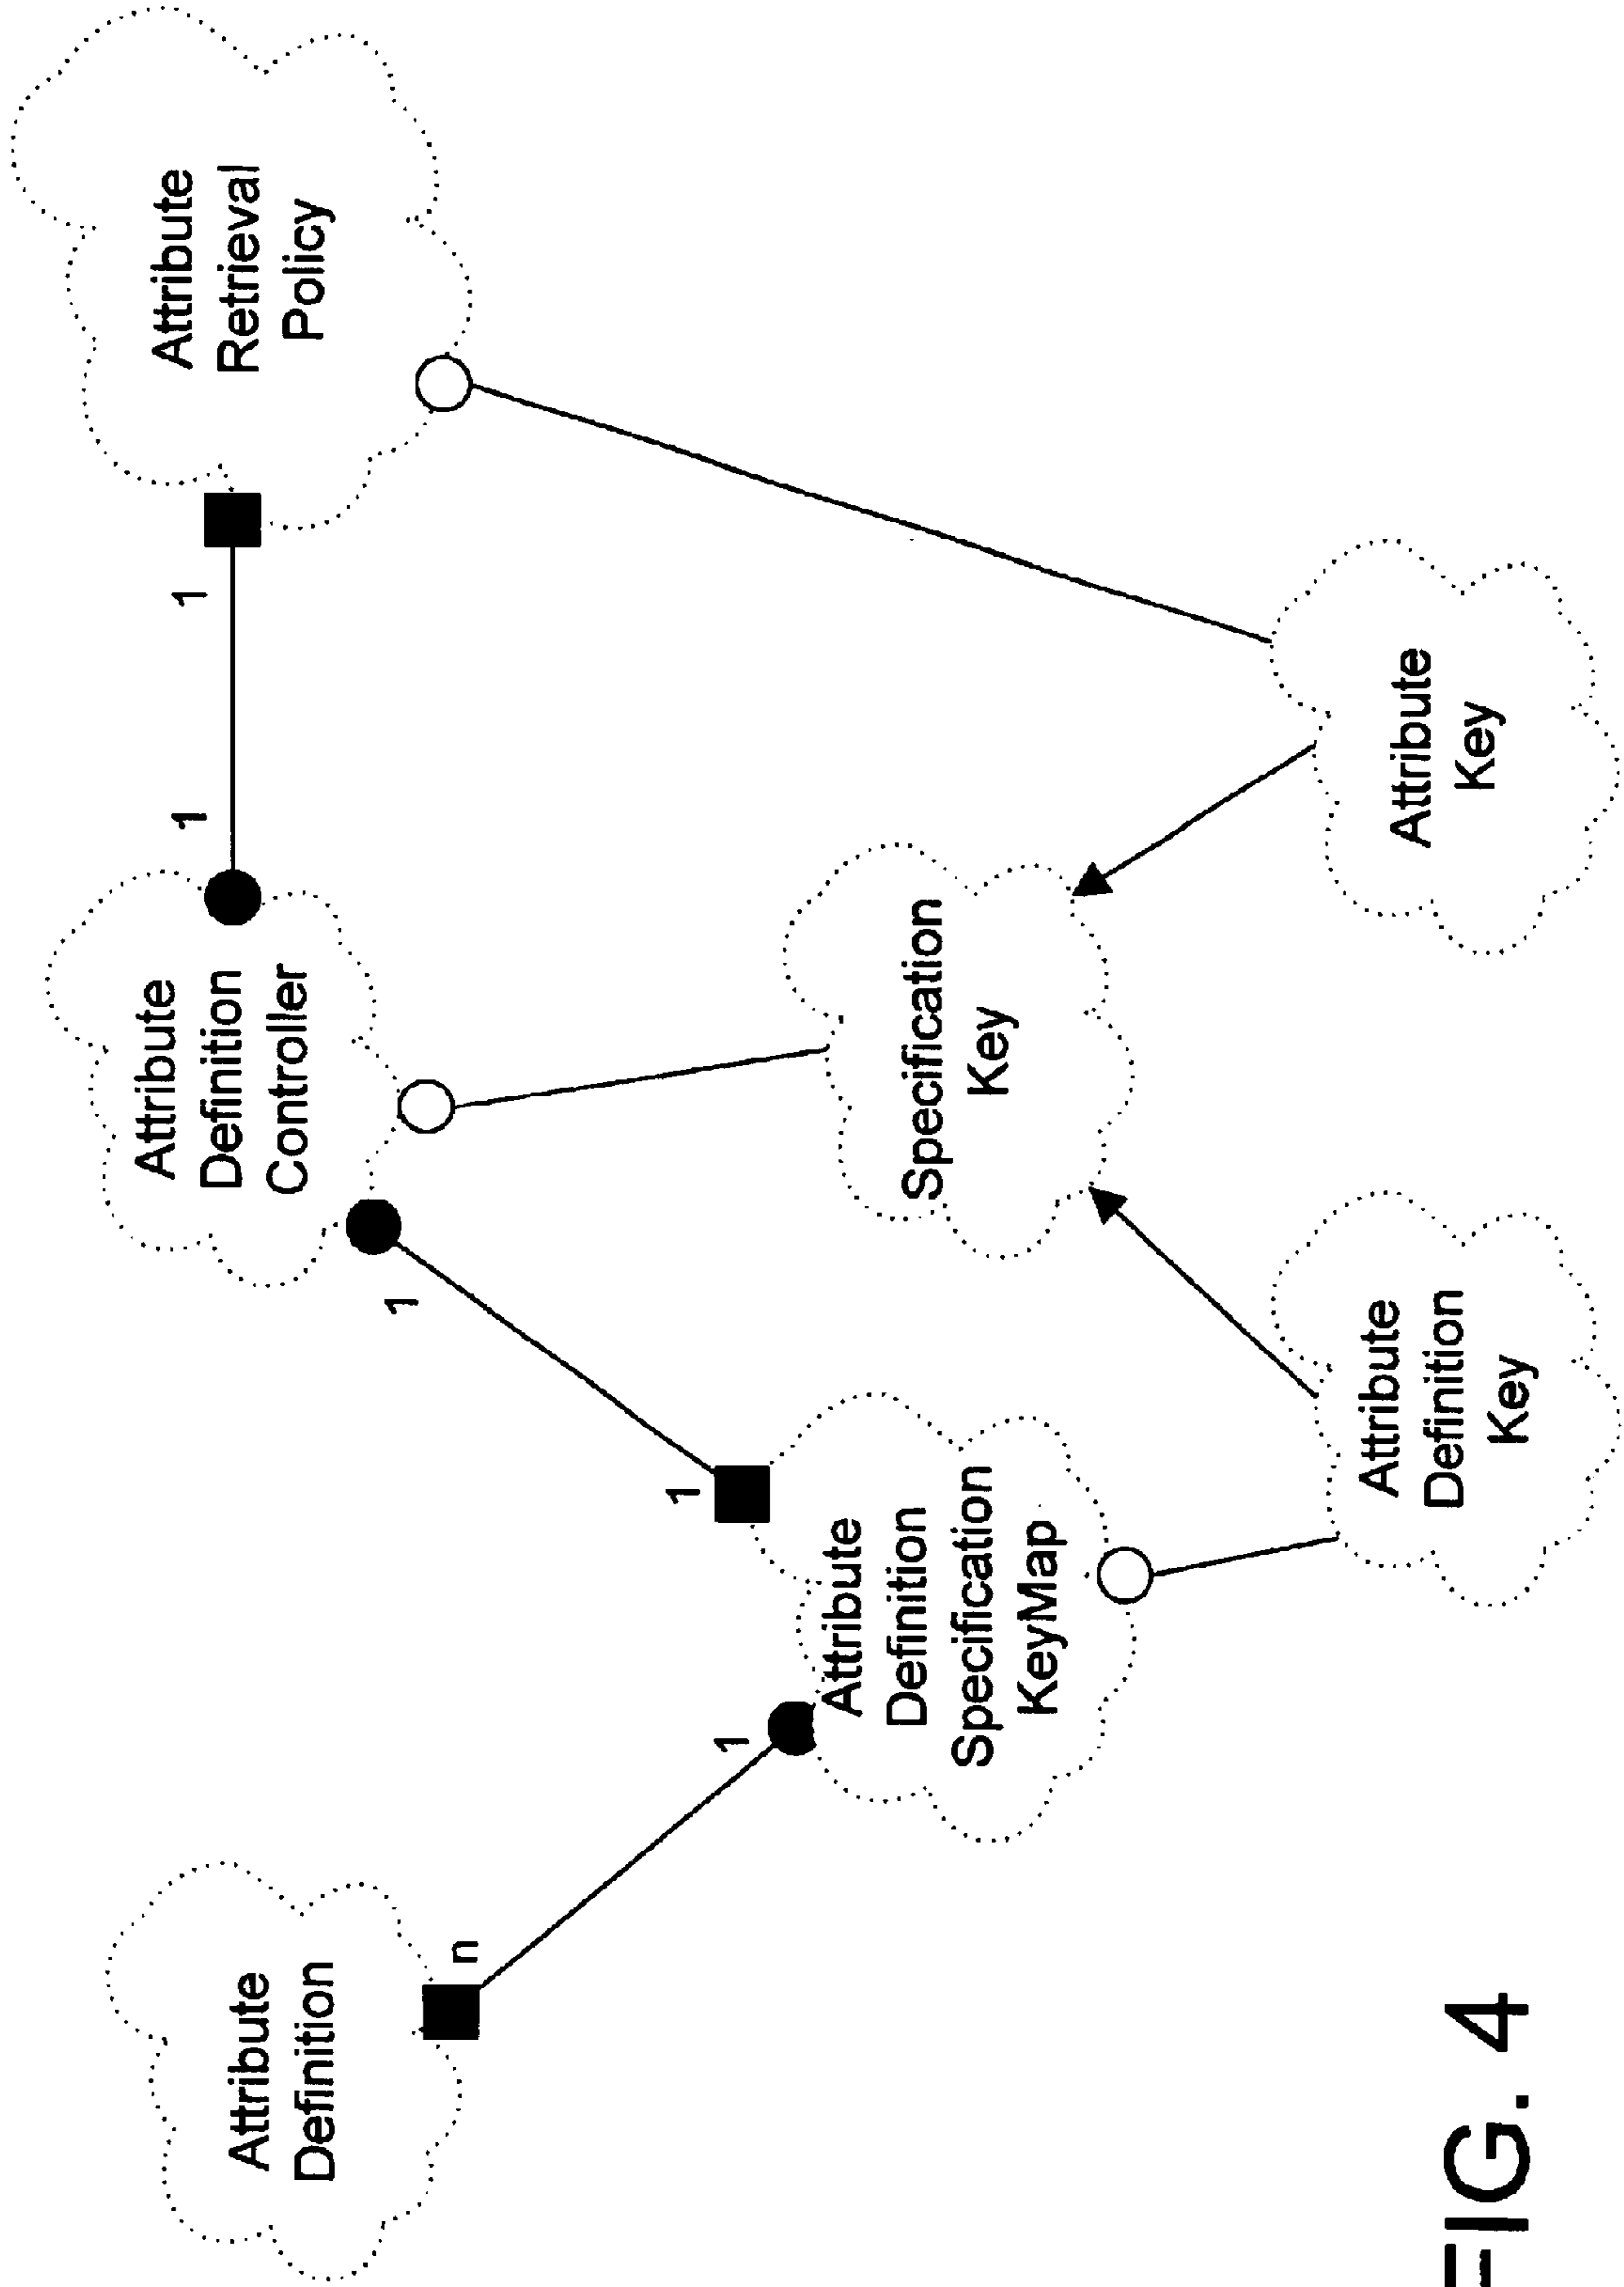 Attribute
Definition
n
Attribute
Definition
Controller
1
1
Attribute
Retrieval
Policy
1
1
1
Attribute
Definition
Specification
KeyMap
Specification
Key
Attribute
Definition
Key
Attribute
Key
FIG. 4